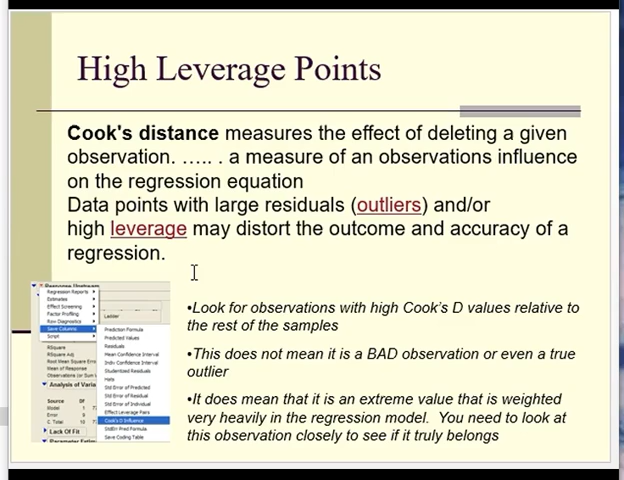 High Leverage Points
Cook's distance measures the effect of deleting a given
observation. ….. . a measure of an observations influence
on the regression equation
Data points with large residuals (outliers) and/or
high leverage may distort the outcome and accuracy of a
regression.
Response Upstream
Regression Reports
Estimates
Effect Screening
Factor Profiling
Row Diagnostics
Save Columns
Script
Ladder
Prediction Formula
Predicted Values
Residuals
Mean Confidence Interval
Indiv Confidence Interval
Studentized Residuals
Hats
Std Error of Predicted
Std Error of Residual
Std Error of Individual
Effect Leverage Pairs
Cook's D Influence
StdErr Pred Formula
Save Coding Table
RSquare
RSquare Adj
Root Mean Square
Mean of Response
Observations (or Sum
Analysis of Varia
Source DF
Model 1
Error 9
C. Total 10
Lack Of Fit
•Look for observations with high Cook's D values relative to
the rest of the samples
•This does not mean it is a BAD observation or even a true
outlier
•It does mean that it is an extreme value that is weighted
very heavily in the regression model. You need to look at
this observation closely to see if it truly belongs